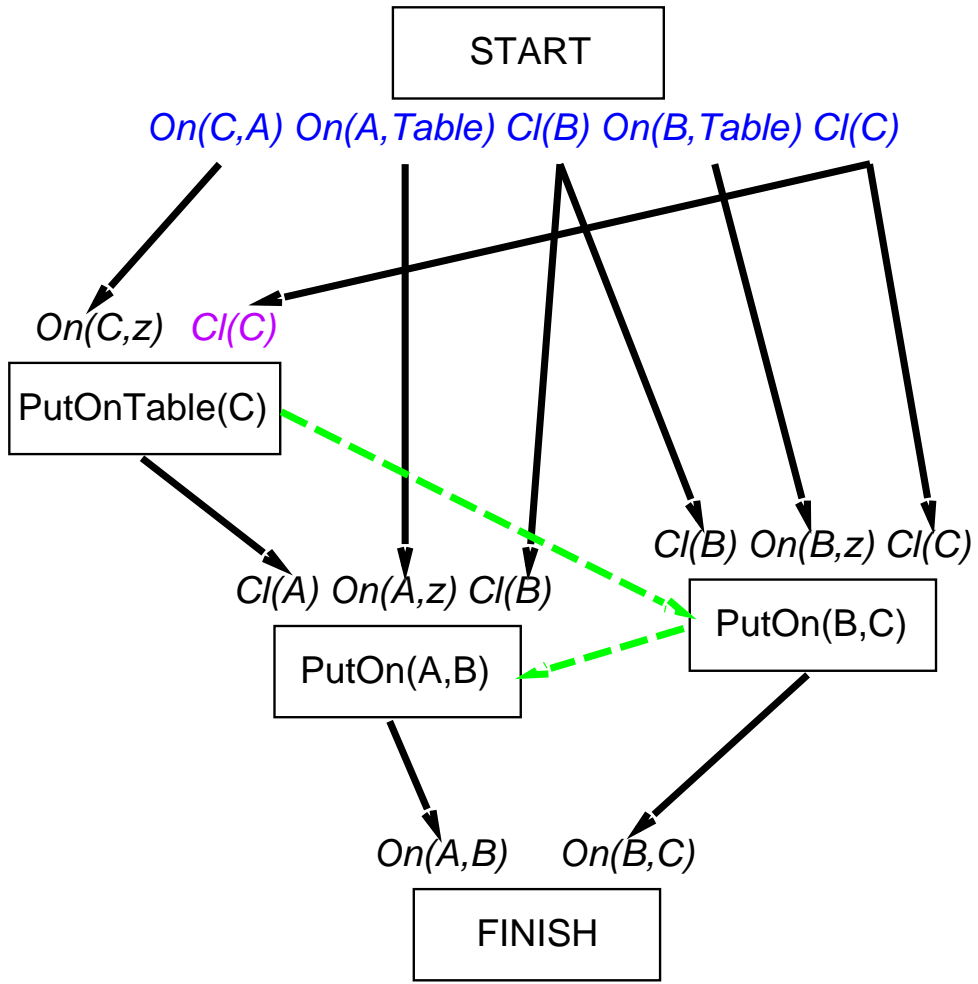 START
On(C,A) On(A,Table) Cl(B) On(B,Table) Cl(C)
On(C,z) Cl(C)
PutOnTable(C)
Cl(B) On(B,z) Cl(C)
Cl(A) On(A,z) Cl(B)
PutOn(B,C)
PutOn(A,B)
On(A,B) On(B,C)
FINISH